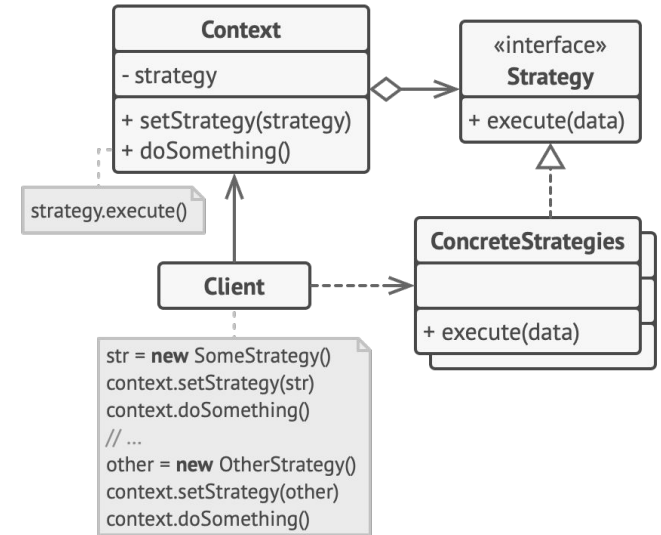 Context
- strategy
+ setStrategy(strategy)
+ doSomething()
«interface»
Strategy
+ execute(data)
strategy.execute()
ConcreteStrategies
+ execute(data)
Client
str = new SomeStrategy()
context.setStrategy(str)
context.doSomething()
// ...
other = new OtherStrategy()
context.setStrategy(other)
context.doSomething()